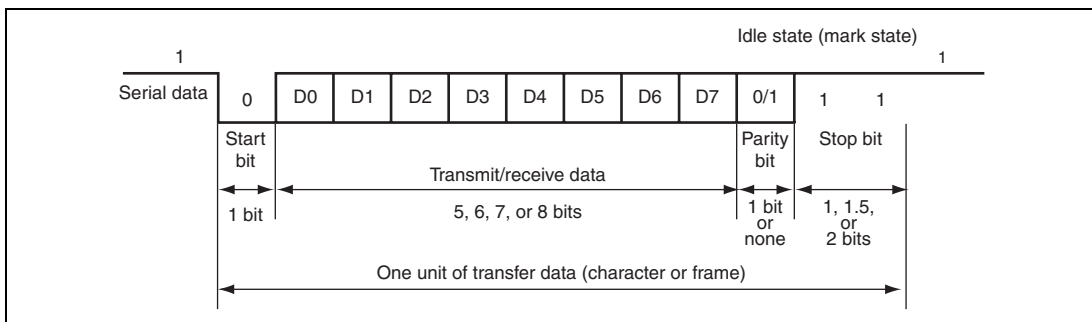 Idle state (mark state)
1
1
Serial data
0
D0
D1
D2
D3
D4
D5
D6
D7
0/1
1
1
Start
bit
Parity
bit
Stop bit
Transmit/receive data
1 bit
5, 6, 7, or 8 bits
1 bit
or
none
1, 1.5,
or
2 bits
One unit of transfer data (character or frame)